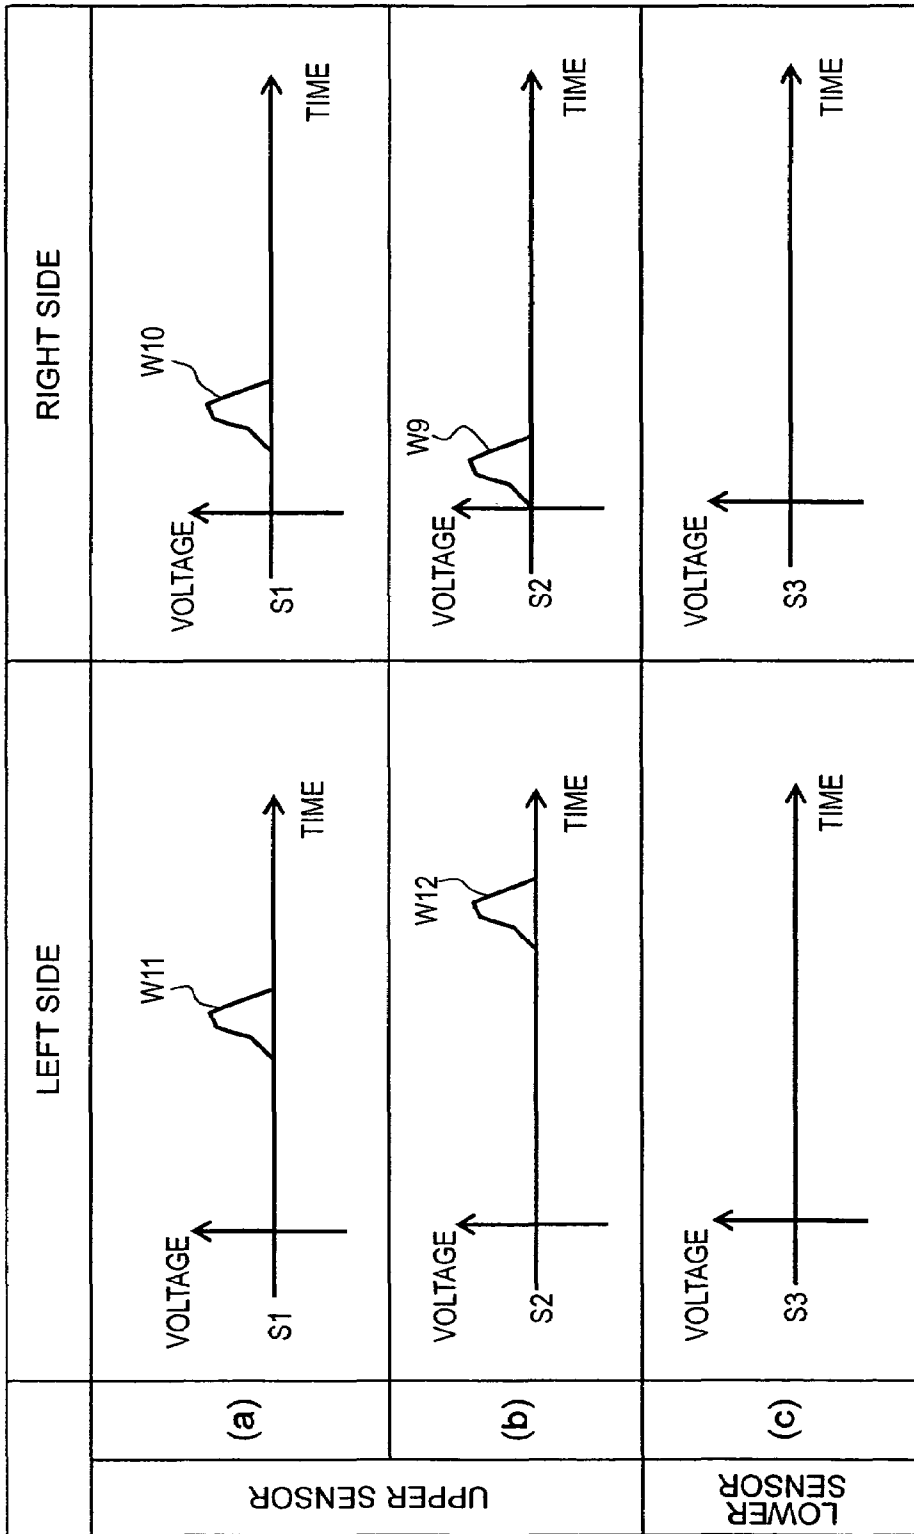 LEFT SIDE
RIGHT SIDE
UPPER SENSOR
(a)
VOLTAGE
S1
W11
TIME
VOLTAGE
S1
W10
TIME
(b)
VOLTAGE
S2
W12
TIME
VOLTAGE
S2
W9
TIME
LOWER
SENSOR
(c)
VOLTAGE
S3
TIME
VOLTAGE
S3
TIME